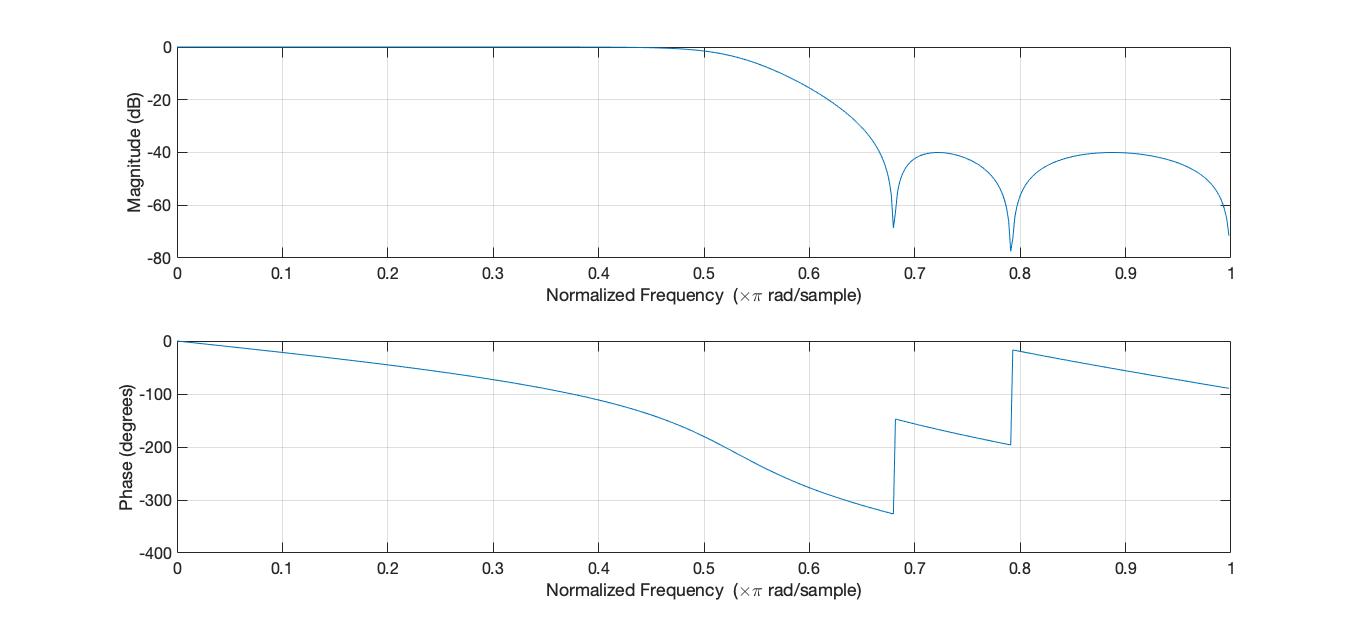 0
-20
-40
-60
-80
Magnitude (dB)
0 0.1 0.2 0.3 0.4 0.5 0.6 0.7 0.8 0.9 1
Normalized Frequency (×π rad/sample)
0
-100
-200
-300
-400
Phase (degrees)
0 0.1 0.2 0.3 0.4 0.5 0.6 0.7 0.8 0.9 1
Normalized Frequency (×π rad/sample)